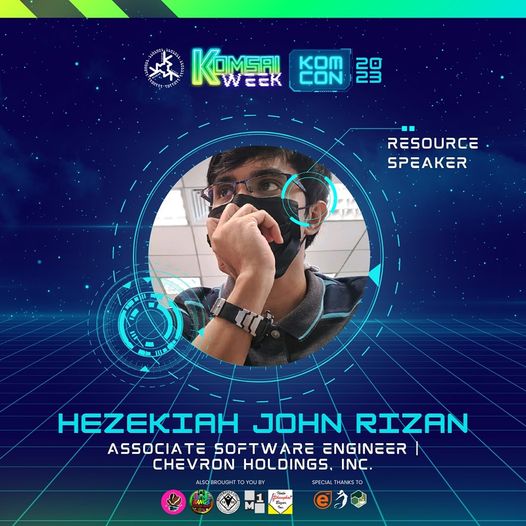 KOMSAI
WEEK
KOM
CON
20
23
RESOURCE
SPEAKER
HEZEKIAH JOHN RIZAN
ASSOCIATE SOFTWARE ENGINEER |
CHEVRON HOLDINGS, INC.
ALSO BROUGHT TO YOU BY
SPECIAL THANKS TO